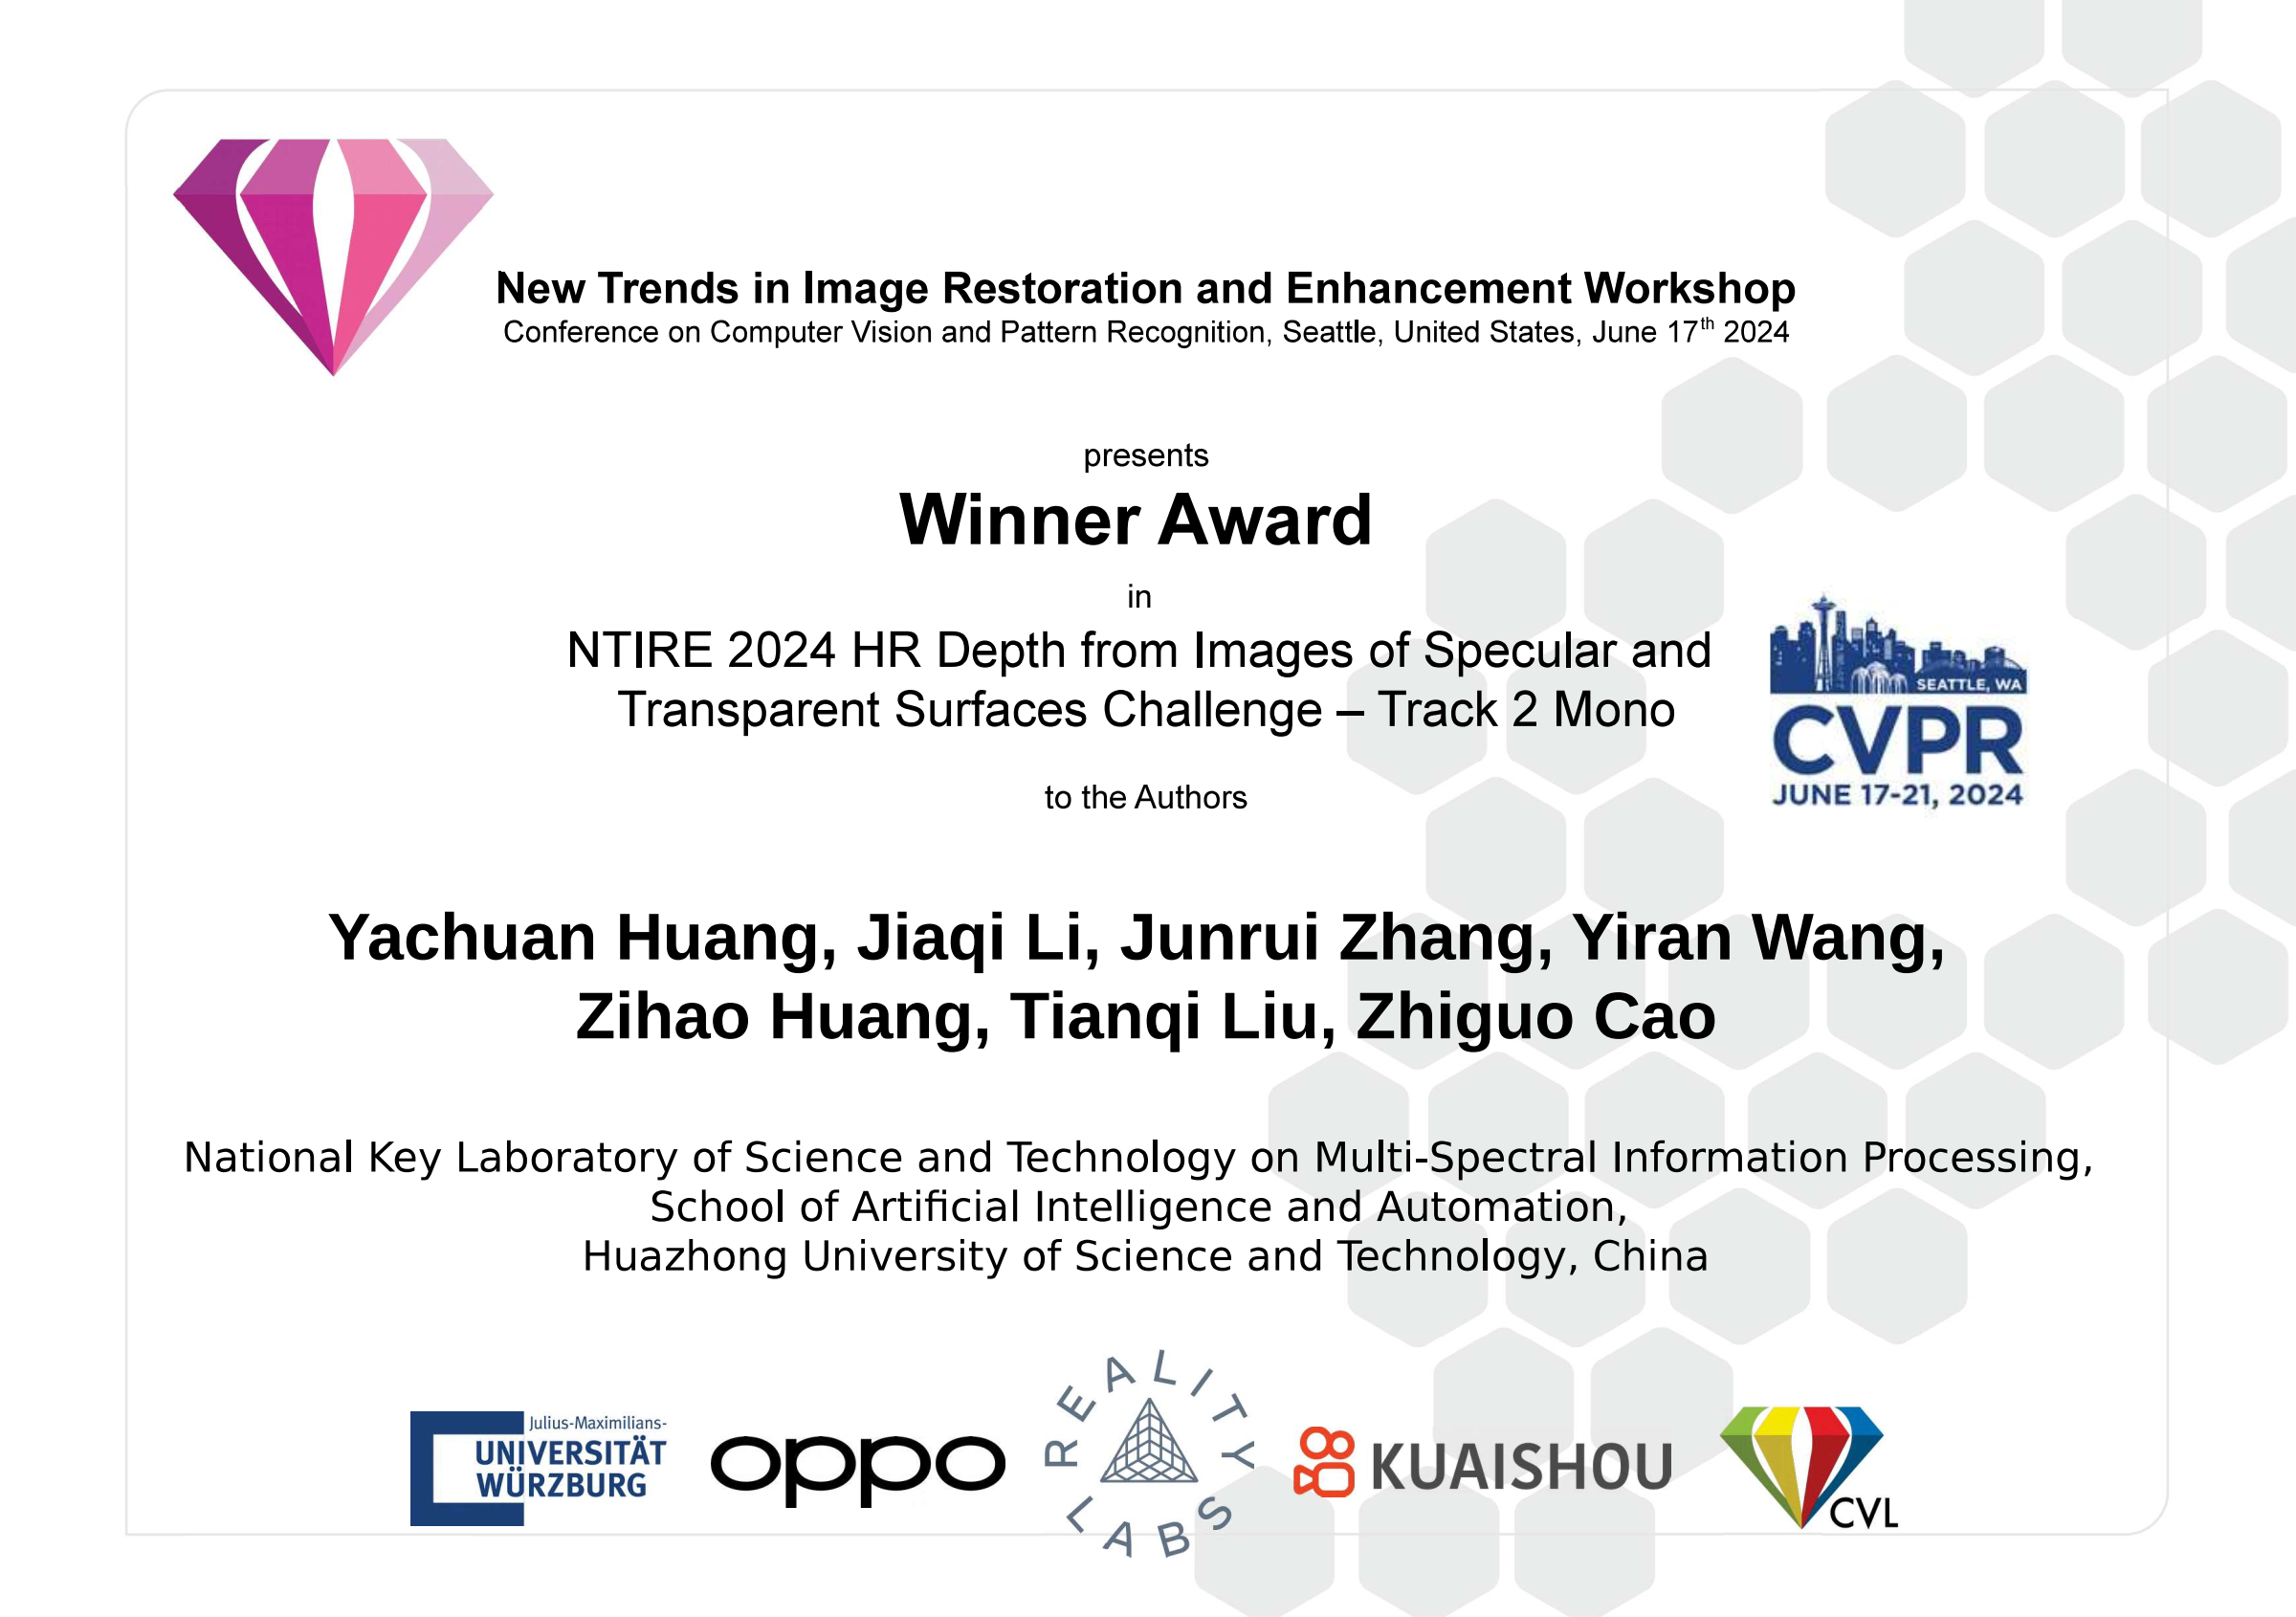 New Trends in Image Restoration and Enhancement Workshop
Conference on Computer Vision and Pattern Recognition, Seattle, United States, June 17th 2024
presents
Winner Award
in
NTIRE 2024 HR Depth from Images of Specular and
Transparent Surfaces Challenge – Track 2 Mono
SEATTLE, WA
CVPR
JUNE 17-21, 2024
to the Authors
Yachuan Huang, Jiaqi Li, Junrui Zhang, Yiran Wang,
Zihao Huang, Tianqi Liu, Zhiguo Cao
National Key Laboratory of Science and Technology on Multi-Spectral Information Processing,
School of Artificial Intelligence and Automation,
Huazhong University of Science and Technology, China
Julius-Maximilians-
UNIVERSITÄT
WÜRZBURG
oppo
REALITY
LABS
KUAISHOU
CVL